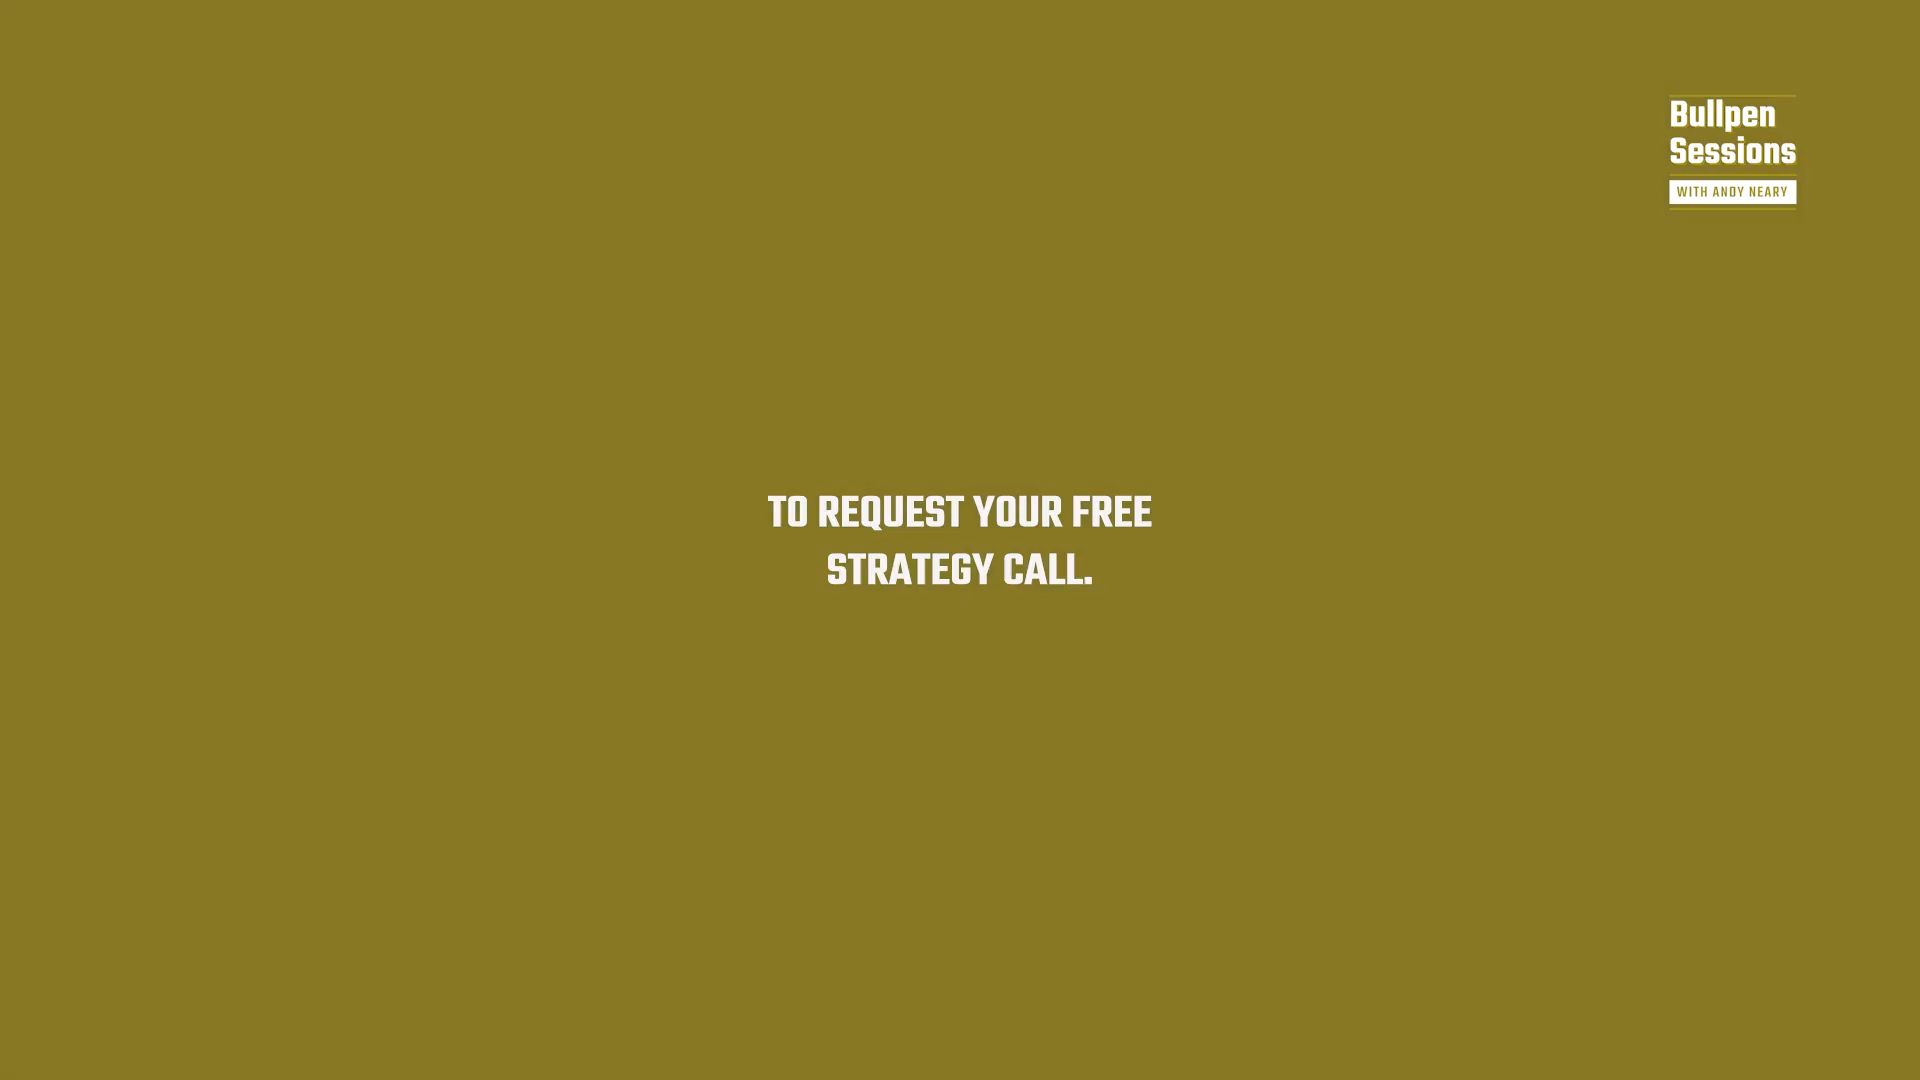 Bullpen
Sessions
WITH ANDY NEARY
TO REQUEST YOUR FREE
STRATEGY CALL.